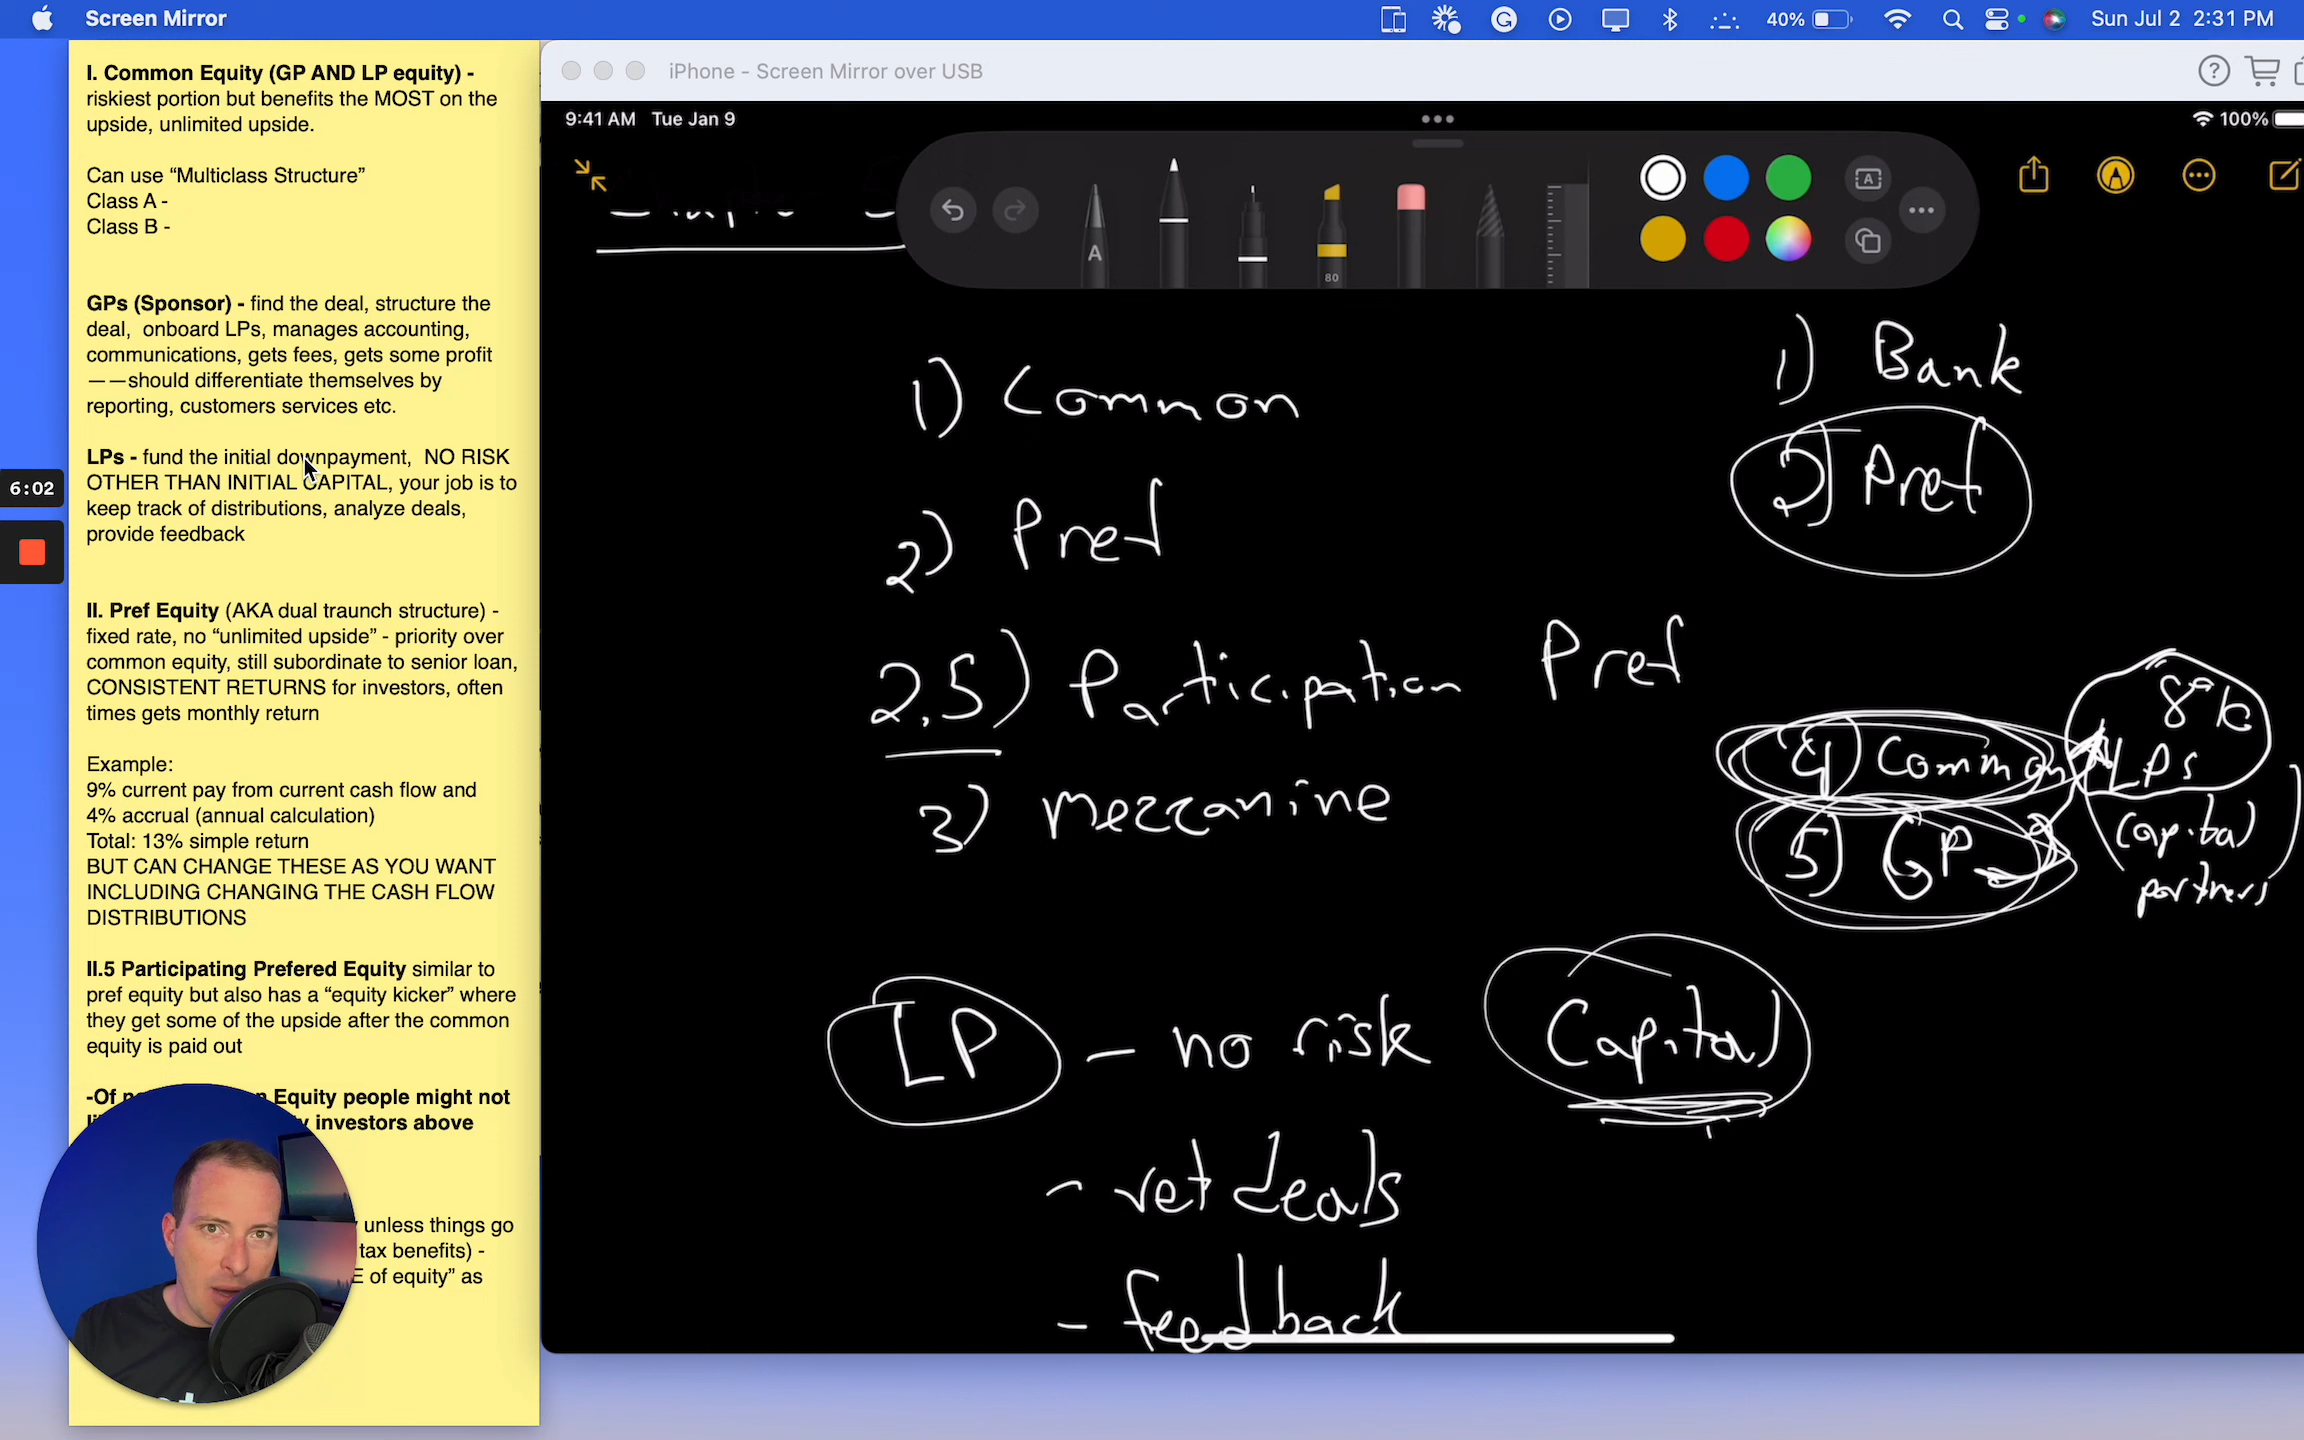 Screen Mirror
40%
Sun Jul 2 2:31 PM
I. Common Equity (GP AND LP equity) -
riskiest portion but benefits the MOST on the
upside, unlimited upside.
Can use “Multiclass Structure”
Class A -
Class B -
GPs (Sponsor) - find the deal, structure the
deal,  onboard LPs, manages accounting,
communications, gets fees, gets some profit
——should differentiate themselves by
reporting, customers services etc.
LPs - fund the initial downpayment,  NO RISK
OTHER THAN INITIAL CAPITAL, your job is to
keep track of distributions, analyze deals,
provide feedback
II. Pref Equity (AKA dual traunch structure) -
fixed rate, no “unlimited upside” - priority over
common equity, still subordinate to senior loan,
CONSISTENT RETURNS for investors, often
times gets monthly return
Example:
9% current pay from current cash flow and
4% accrual (annual calculation)
Total: 13% simple return
BUT CAN CHANGE THESE AS YOU WANT
INCLUDING CHANGING THE CASH FLOW
DISTRIBUTIONS
II.5 Participating Prefered Equity similar to
pref equity but also has a “equity kicker” where
they get some of the upside after the common
equity is paid out
-Of
Equity people might not
investors above
unless things go
tax benefits) -
of equity” as
6:02
iPhone - Screen Mirror over USB
9:41 AM Tue Jan 9
100%
A
80
A
1) Common
2) Pref
2.5) Participation Pref
3) Mezzanine
1) Bank
2) Pref
4) Common
5) GP
8%
LPs
(capital
partners)
LP - no risk Capital
- vet deals
- feedback